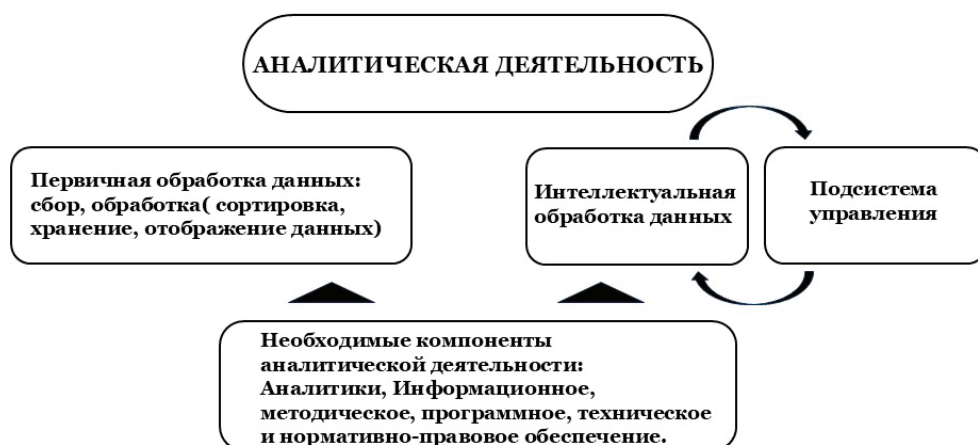 АНАЛИТИЧЕСКАЯ ДЕЯТЕЛЬНОСТЬ
Первичная обработка данных:
сбор, обработка( сортировка,
хранение, отображение данных)
Интеллектуальная
обработка данных
Подсистема
управления
Необходимые компоненты
аналитической деятельности:
Аналитики, Информационное,
методическое, программное, техническое
и нормативно-правовое обеспечение.